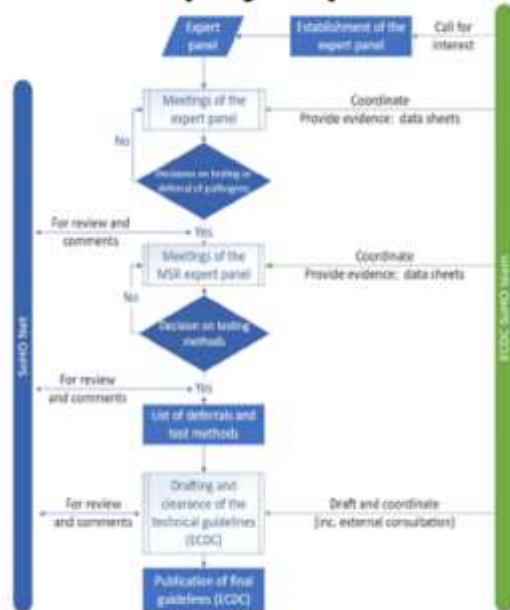 Expert
panel
Establishment of the
expert panel
Call for
interest
Meetings of the
expert panel
Coordinate
Provide evidence: data sheets
No
Decisions on testing or
deferral of pathogens
For review and
comments
Yes
Meetings of the
MSR expert panel
Coordinate
Provide evidence: data sheets
No
Decision on testing
methods
For review
and comments
Yes
List of deferrals and
test methods
Drafting and
clearance of the
technical guidelines
(ECDC)
For review
and comments
Draft and coordinate
(inc. external consultation)
Publication of final
guidelines (ECDC)
SoHO Net
ECDC SoHO team